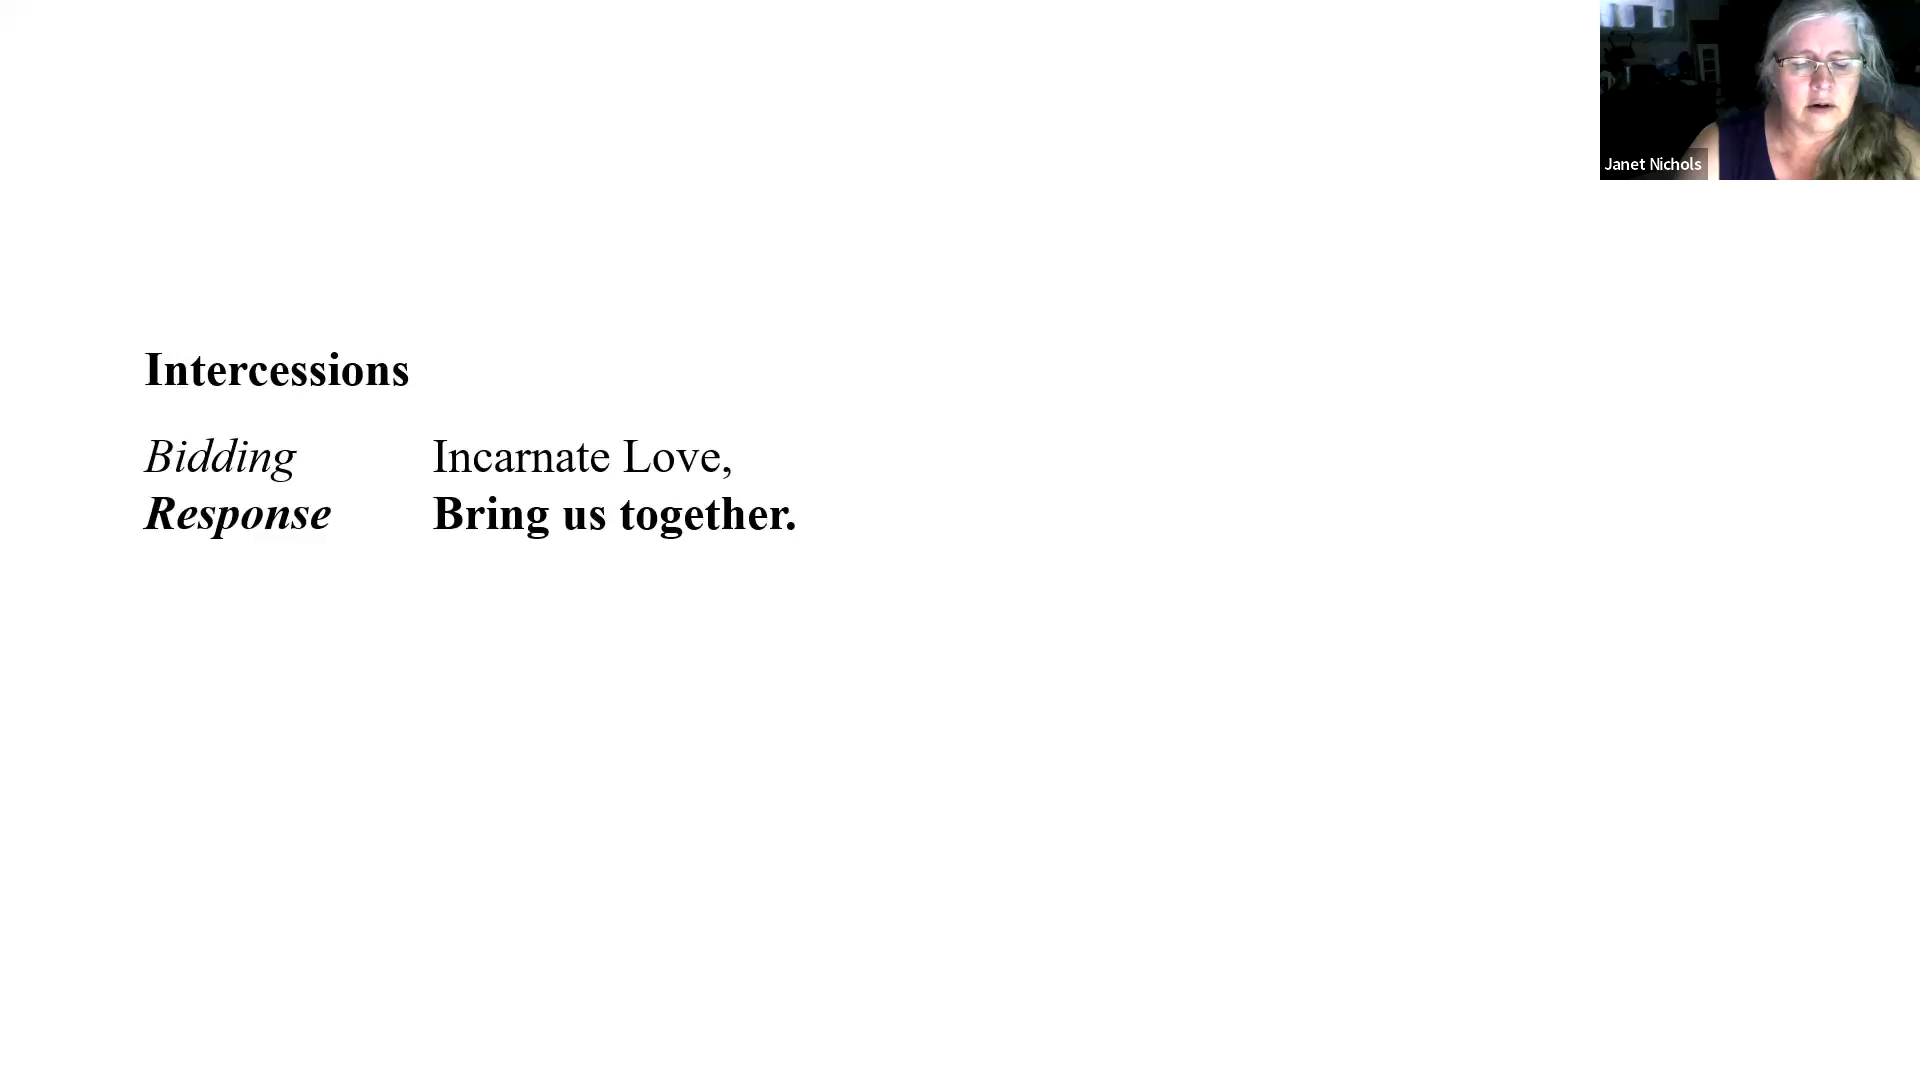 Janet Nichols
Intercessions
Bidding Incarnate Love,
Response Bring us together.